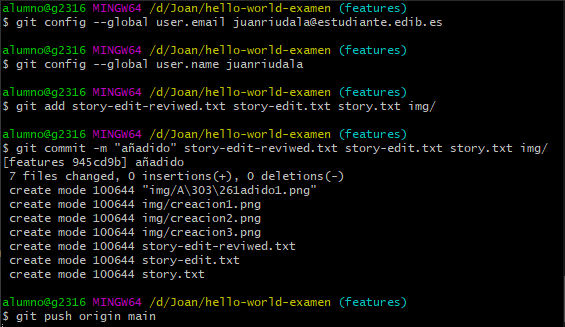 alumno@g2316 MINGW64 /d/Joan/hello-world-examen (features)
$ git config --global user.email juanriudala@estudiante.edib.es
alumno@g2316 MINGW64 /d/Joan/hello-world-examen (features)
$ git config --global user.name juanriudala
alumno@g2316 MINGW64 /d/Joan/hello-world-examen (features)
$ git add story-edit-reviwed.txt story-edit.txt story.txt img/
alumno@g2316 MINGW64 /d/Joan/hello-world-examen (features)
$ git commit -m "añadido" story-edit-reviwed.txt story-edit.txt story.txt img/
[features 945cd9b] añadido
7 files changed, 0 insertions(+), 0 deletions(-)
create mode 100644 "img/A\303\261adido1.png"
create mode 100644 img/creacion1.png
create mode 100644 img/creacion2.png
create mode 100644 img/creacion3.png
create mode 100644 story-edit-reviwed.txt
create mode 100644 story-edit.txt
create mode 100644 story.txt
alumno@g2316 MINGW64 /d/Joan/hello-world-examen (features)
$ git push origin main